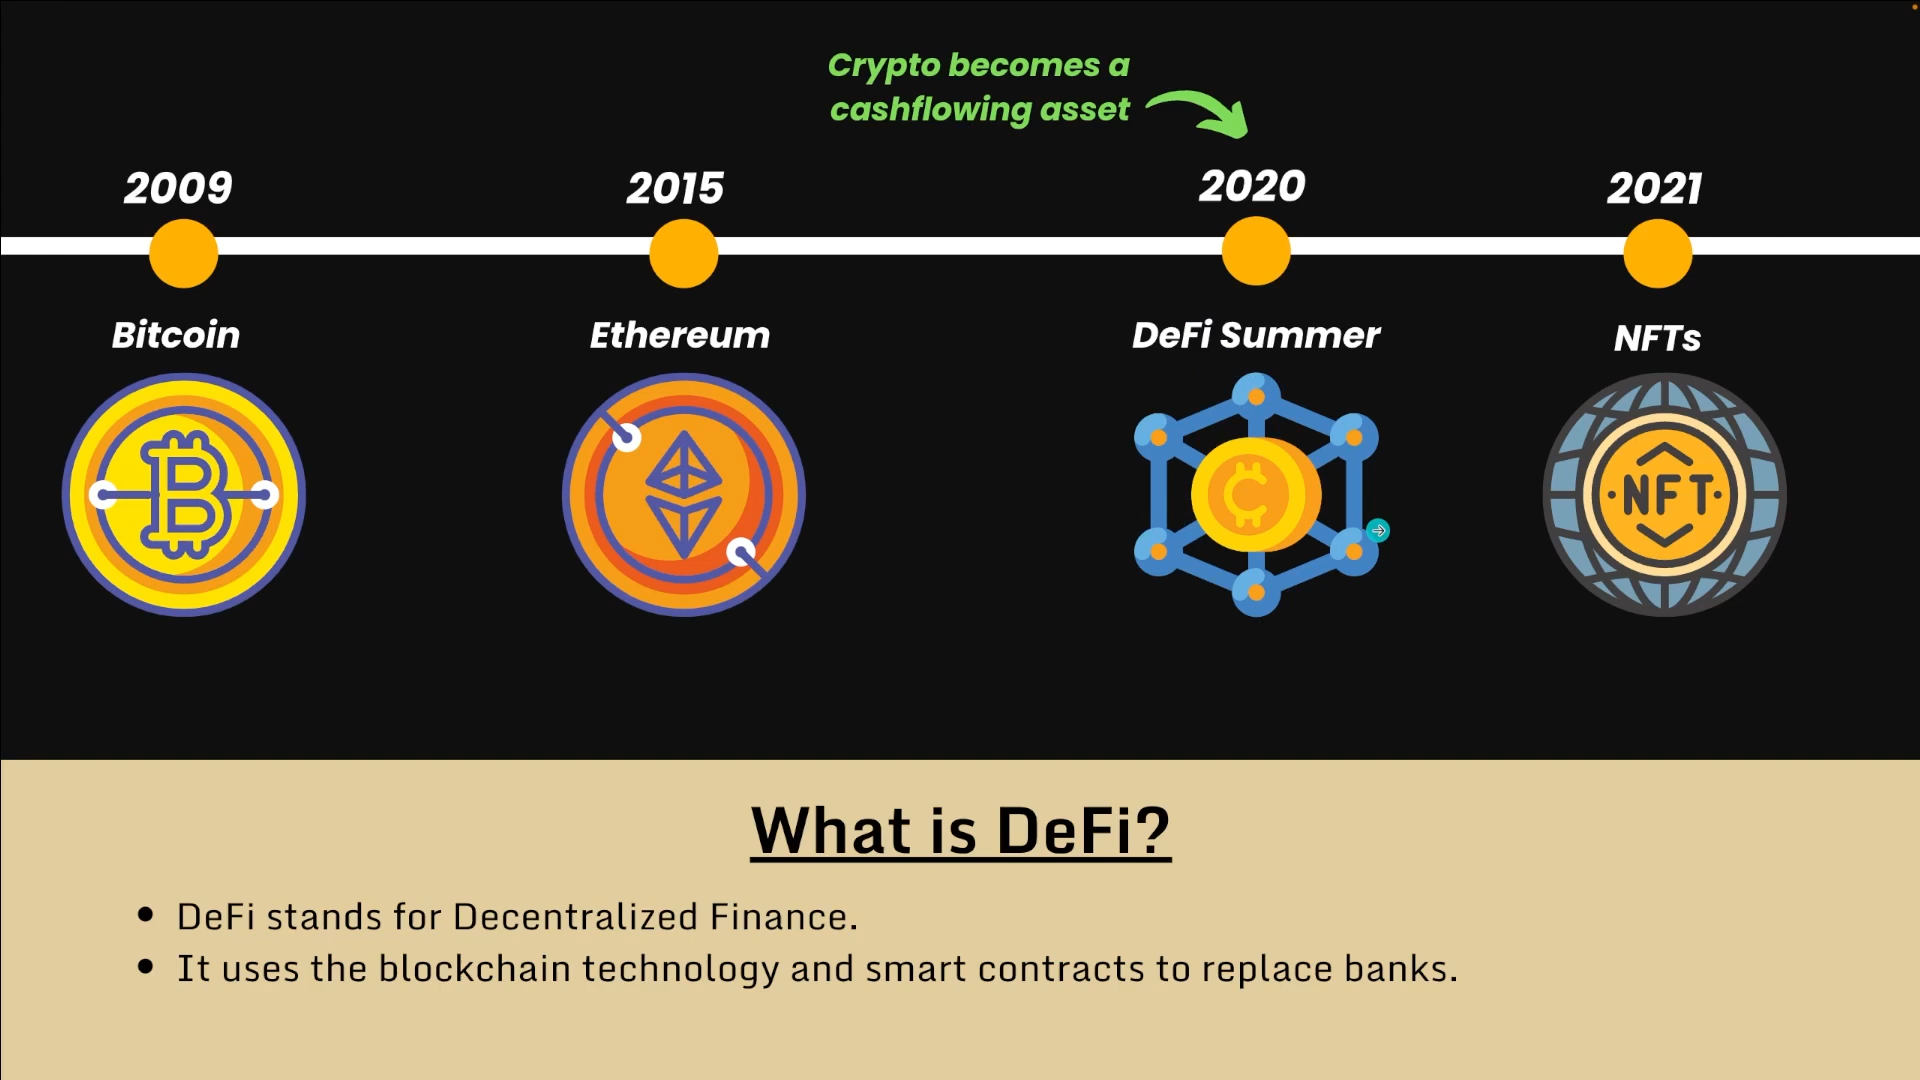 Crypto becomes a
cashflowing asset
2009
2015
2020
2021
Bitcoin
Ethereum
DeFi Summer
NFTs
NFT
What is DeFi?
• DeFi stands for Decentralized Finance.
• It uses the blockchain technology and smart contracts to replace banks.